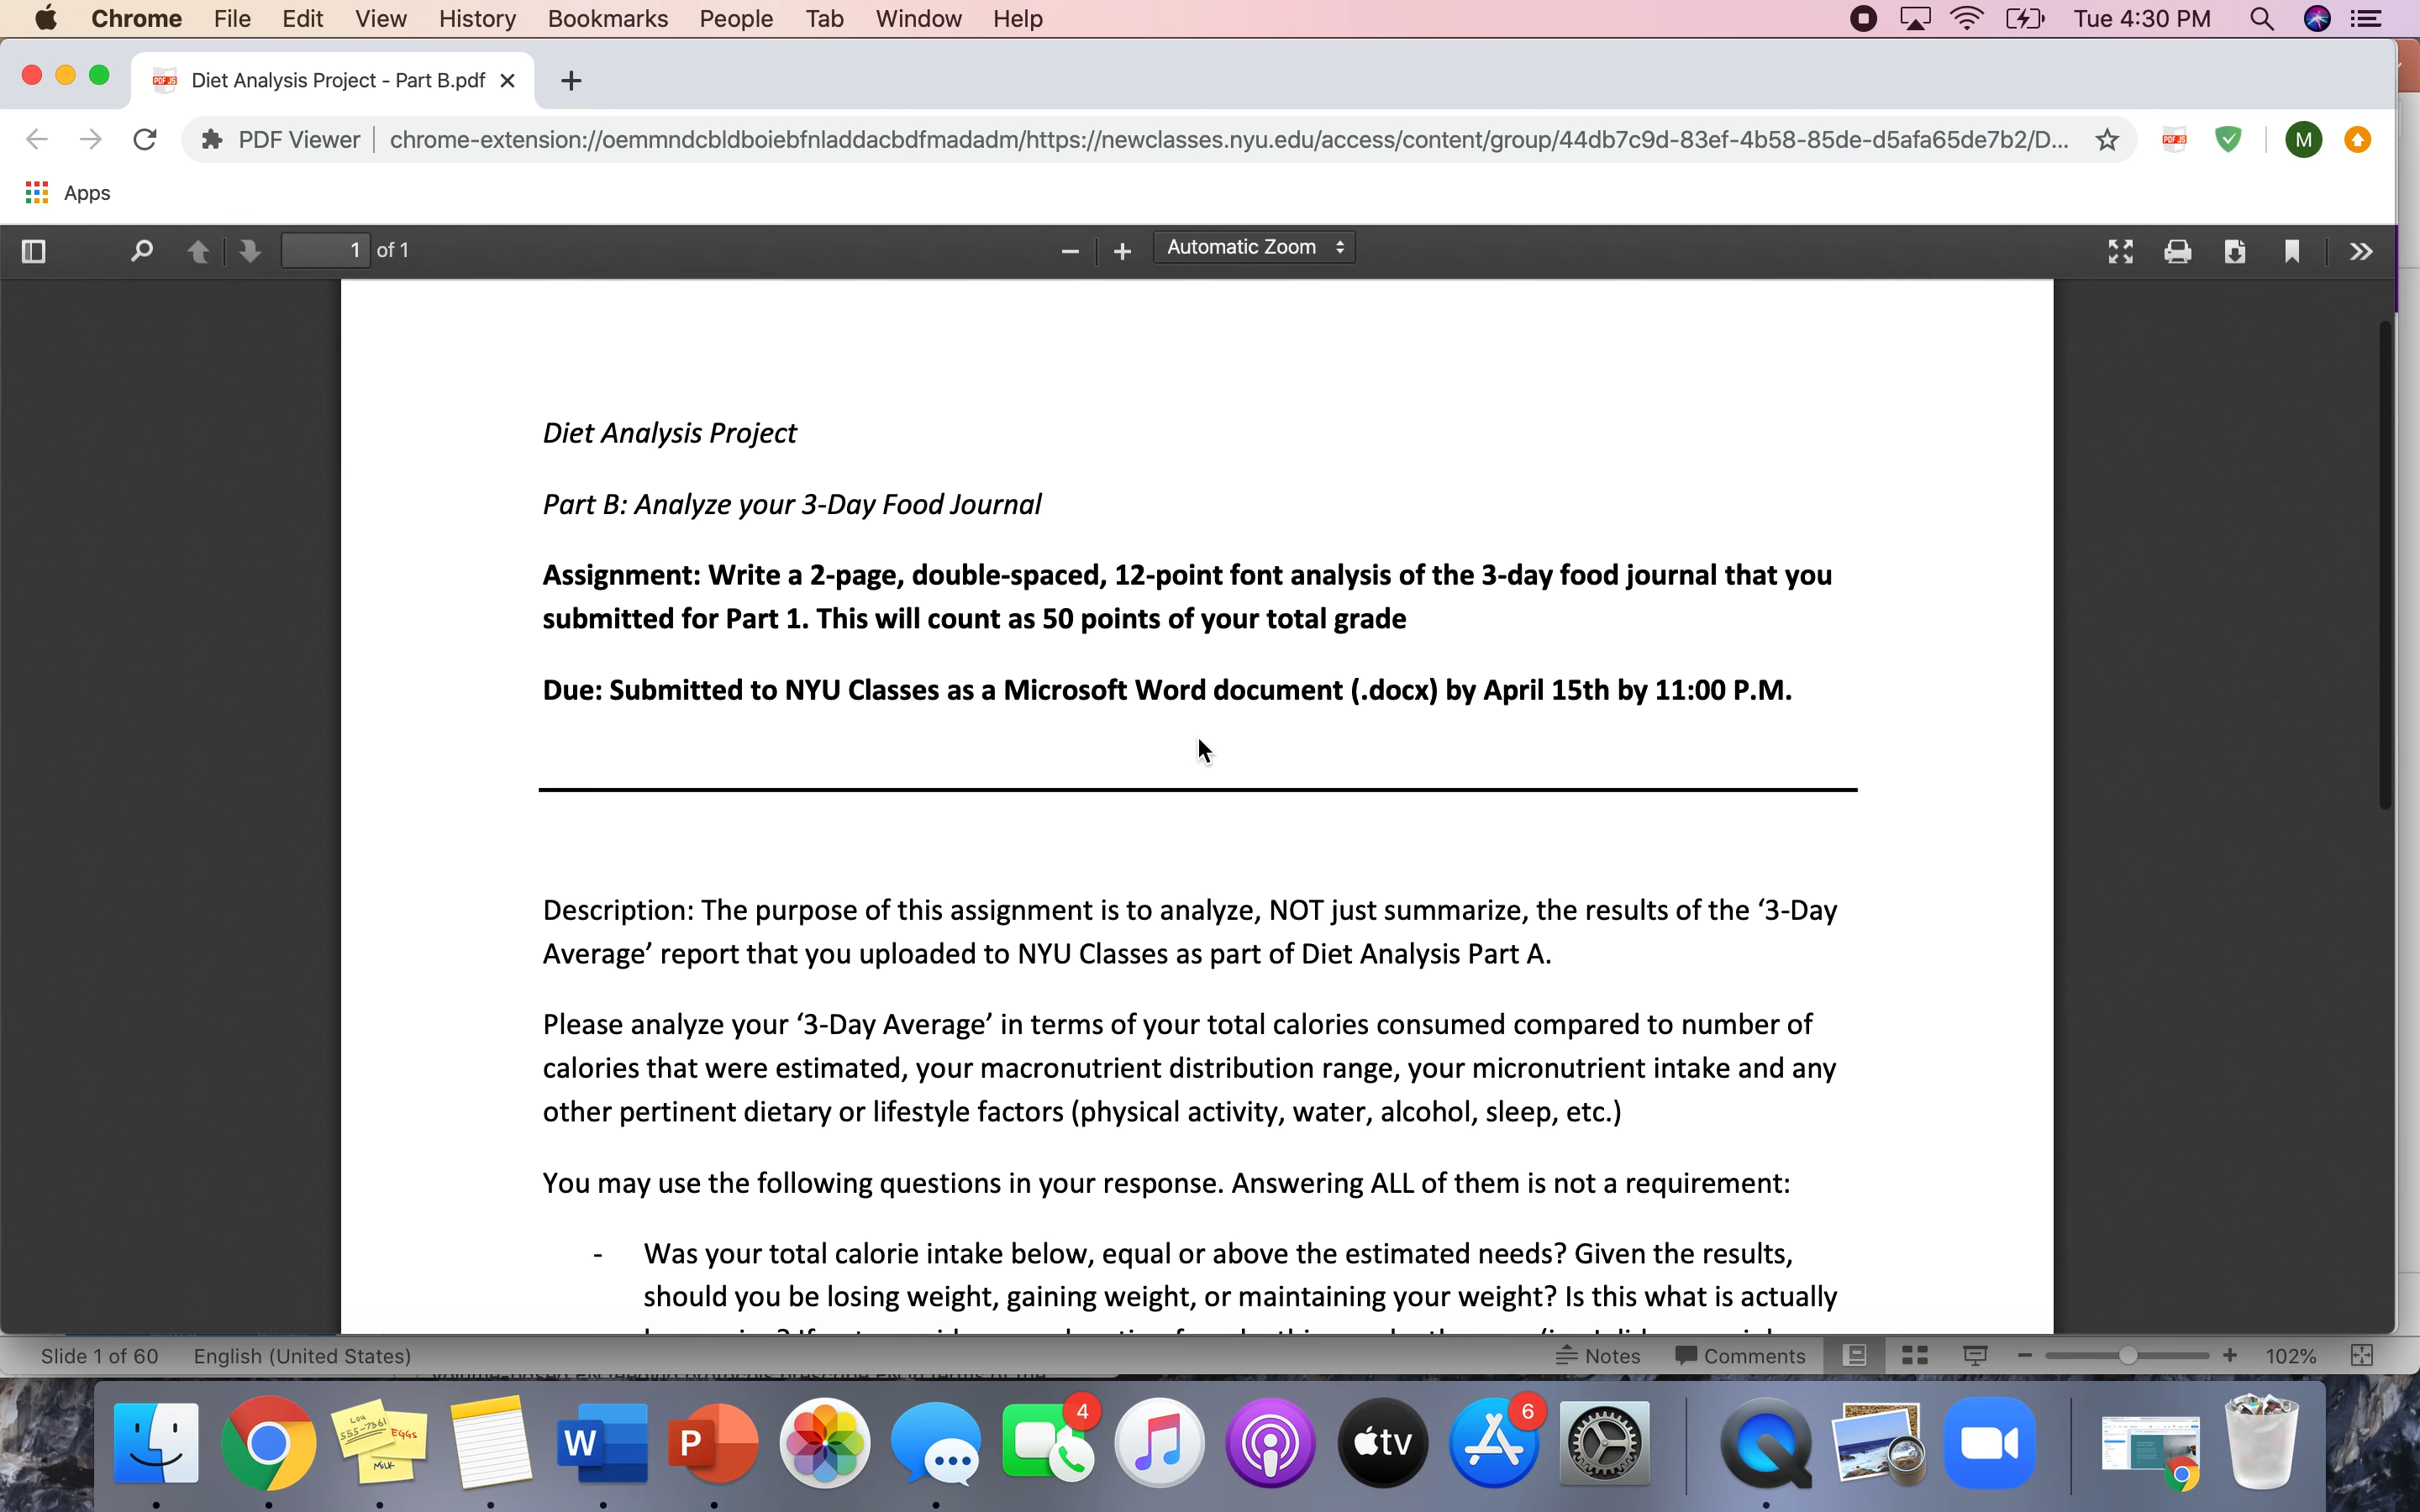 Chrome File Edit View History Bookmarks People Tab Window Help Tue 4:30 PM
Diet Analysis Project - Part B.pdf
PDF Viewer chrome-extension://oemmndcbldboiebfnladdacbdfmadadm/https://newclasses.nyu.edu/access/content/group/44db7c9d-83ef-4b58-85de-d5afa65de7b2/D... M
Apps
1 of 1 Automatic Zoom
Diet Analysis Project
Part B: Analyze your 3-Day Food Journal
Assignment: Write a 2-page, double-spaced, 12-point font analysis of the 3-day food journal that you
submitted for Part 1. This will count as 50 points of your total grade
Due: Submitted to NYU Classes as a Microsoft Word document (.docx) by April 15th by 11:00 P.M.
Description: The purpose of this assignment is to analyze, NOT just summarize, the results of the ‘3-Day
Average’ report that you uploaded to NYU Classes as part of Diet Analysis Part A.
Please analyze your ‘3-Day Average’ in terms of your total calories consumed compared to number of
calories that were estimated, your macronutrient distribution range, your micronutrient intake and any
other pertinent dietary or lifestyle factors (physical activity, water, alcohol, sleep, etc.)
You may use the following questions in your response. Answering ALL of them is not a requirement:
- Was your total calorie intake below, equal or above the estimated needs? Given the results,
should you be losing weight, gaining weight, or maintaining your weight? Is this what is actually
Slide 1 of 60 English (United States) Notes Comments 102%
4 6
Lou
555-7361
EGGS
MILK
W P tv